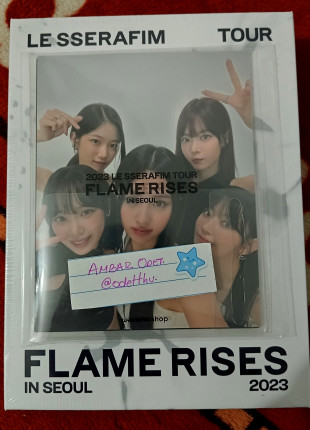 LE SSERAFIM TOUR
2023 LE SSERAFIM TOUR
FLAME RISES
IN SEOUL
AMBAR Odet.
@odetthu.
FLAME RISES
IN SEOUL 2023